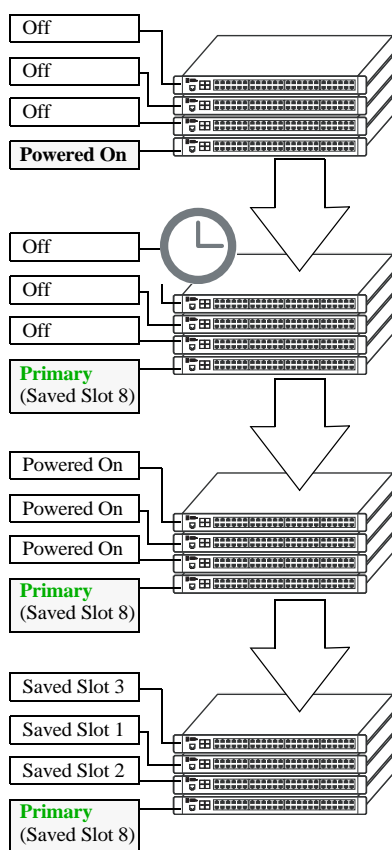 Off
Off
Off
Powered On
Off
Off
Off
Primary
(Saved Slot 8)
Powered On
Powered On
Powered On
Primary
(Saved Slot 8)
Saved Slot 3
Saved Slot 1
Saved Slot 2
Primary
(Saved Slot 8)